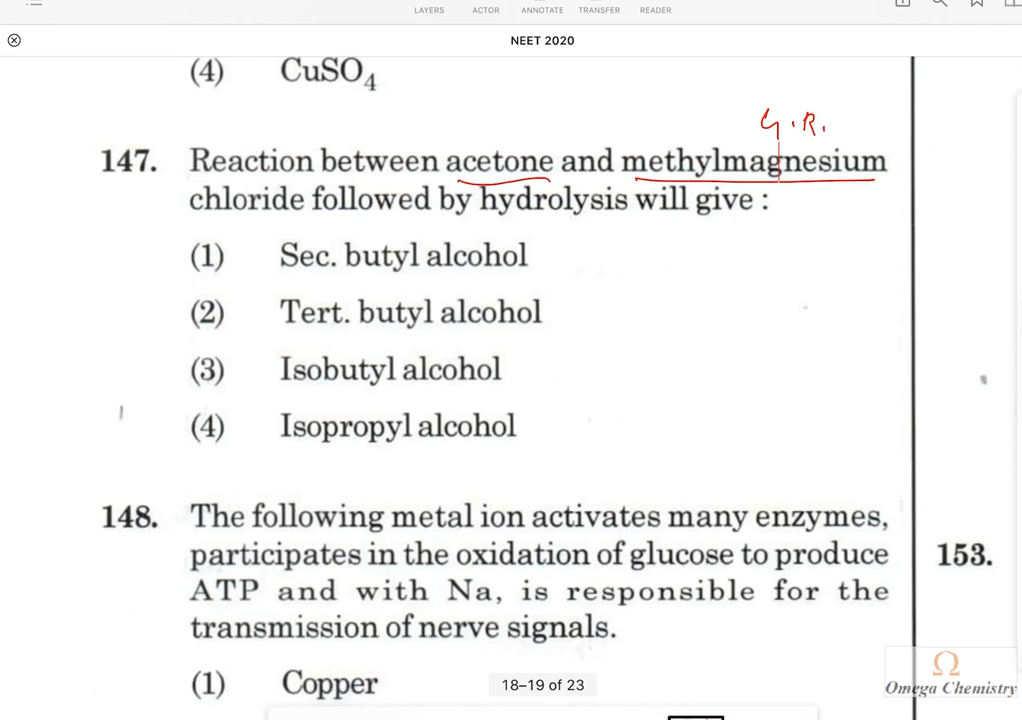 LAYERS ACTOR ANNOTATE TRANSFER READER
NEET 2020
(4) CuSO₄
G.R.
147. Reaction between acetone and methylmagnesium
chloride followed by hydrolysis will give :
(1) Sec. butyl alcohol
(2) Tert. butyl alcohol
(3) Isobutyl alcohol
(4) Isopropyl alcohol
148. The following metal ion activates many enzymes,
participates in the oxidation of glucose to produce
ATP and with Na, is responsible for the
transmission of nerve signals.
(1) Copper
153.
18–19 of 23
Ω
Omega Chemistry